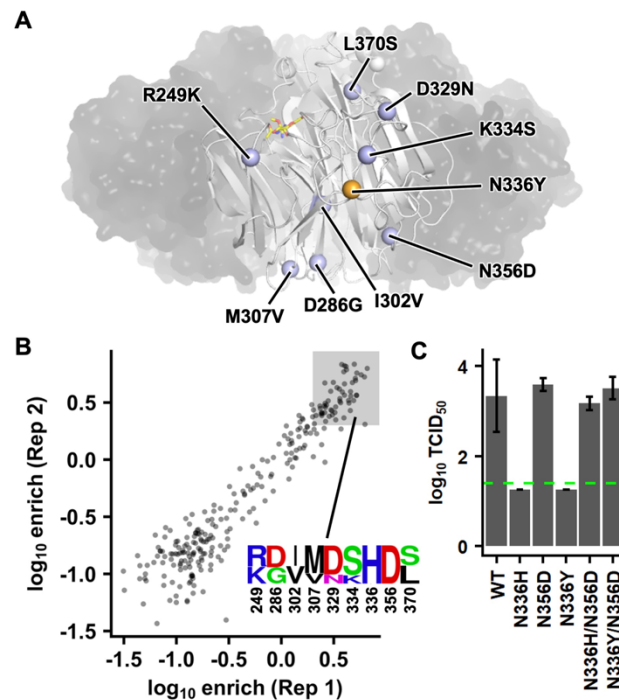 A
L370S
D329N
R249K
K334S
N336Y
N356D
M307V
D286G
I302V
B
log10 enrich (Rep 2)
0.5
0.0
-0.5
-1.0
-1.5
RDIMDSHDS
KGVVNKL
249 286 302 307 329 334 336 356 370
-1.5 -1.0 -0.5 0.0 0.5
log10 enrich (Rep 1)
C
log10 TCID50
4
2
0
WT
N336H
N356D
N336Y
N336H/N356D
N336Y/N356D